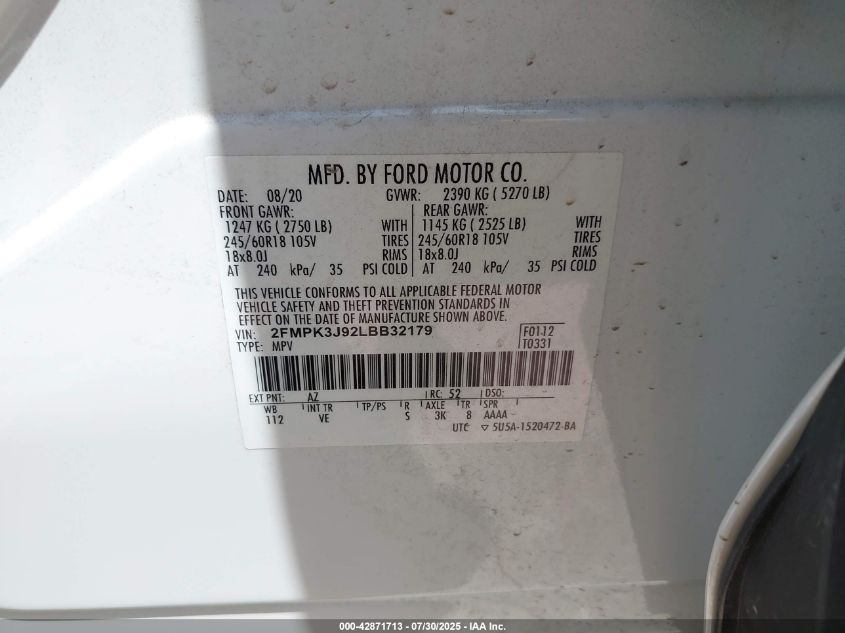 MFD. BY FORD MOTOR CO.
DATE: 08/20 GVWR: 2390 KG ( 5270 LB)
FRONT GAWR: REAR GAWR:
1247 KG ( 2750 LB) WITH 1145 KG ( 2525 LB) WITH
245/60R18 105V TIRES 245/60R18 105V TIRES
18x8.0J RIMS 18x8.0J RIMS
AT 240 kPa/ 35 PSI COLD AT 240 kPa/ 35 PSI COLD
THIS VEHICLE CONFORMS TO ALL APPLICABLE FEDERAL MOTOR
VEHICLE SAFETY AND THEFT PREVENTION STANDARDS IN
EFFECT ON THE DATE OF MANUFACTURE SHOWN ABOVE.
VIN: 2FMPK3J92LBB32179 F0112
TYPE: MPV T0331
EXT PNT: AZ RC: 52 DSO:
WB INT TR TP/PS R AXLE TR SPR
112 VE S 3K 8 AAAA
UTC ▽ 5U5A-1520472-BA
000-42871713 - 07/30/2025 - IAA Inc.